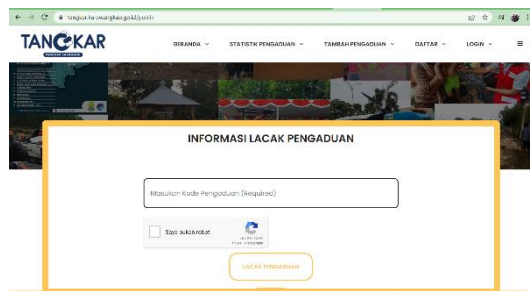 TANGKAR
BERANDA
STATISTIK PENGADUAN
TAMBAH PENGADUAN
DAFTAR
LOGIN
INFORMASI LACAK PENGADUAN
Masukan Kode Pengaduan (Required)
Saya bukan robot
LACAK PENGADUAN